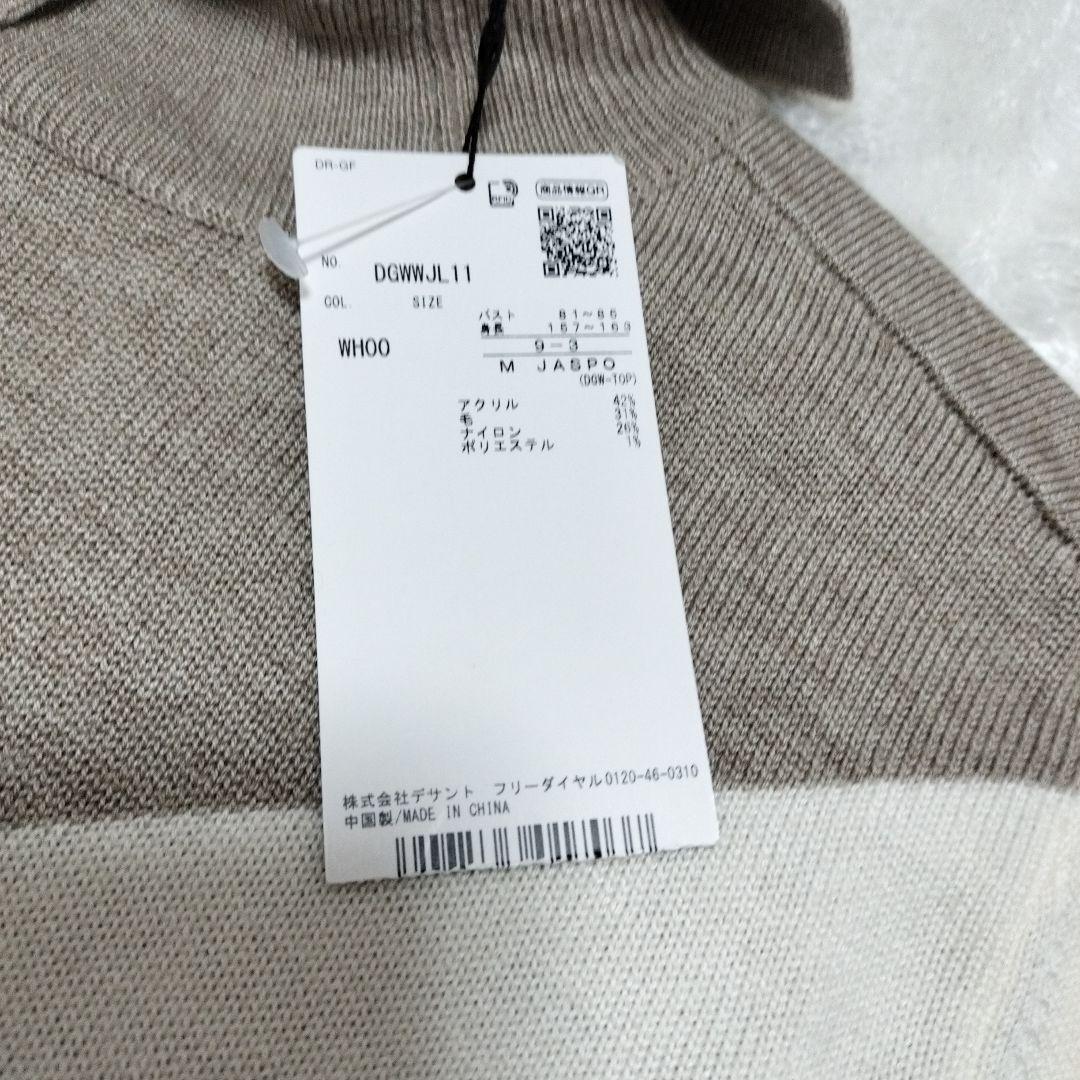 DR-GF
RFID
商品情報QR
NO. DGWWJL11
COL. SIZE
WH00
バスト 81~85
身長 157~163
9-3
M JASPO
(DGW-TOP)
アクリル 42%
毛 31%
ナイロン 26%
ポリエステル 1%
株式会社デサント フリーダイヤル0120-46-0310
中国製/MADE IN CHINA